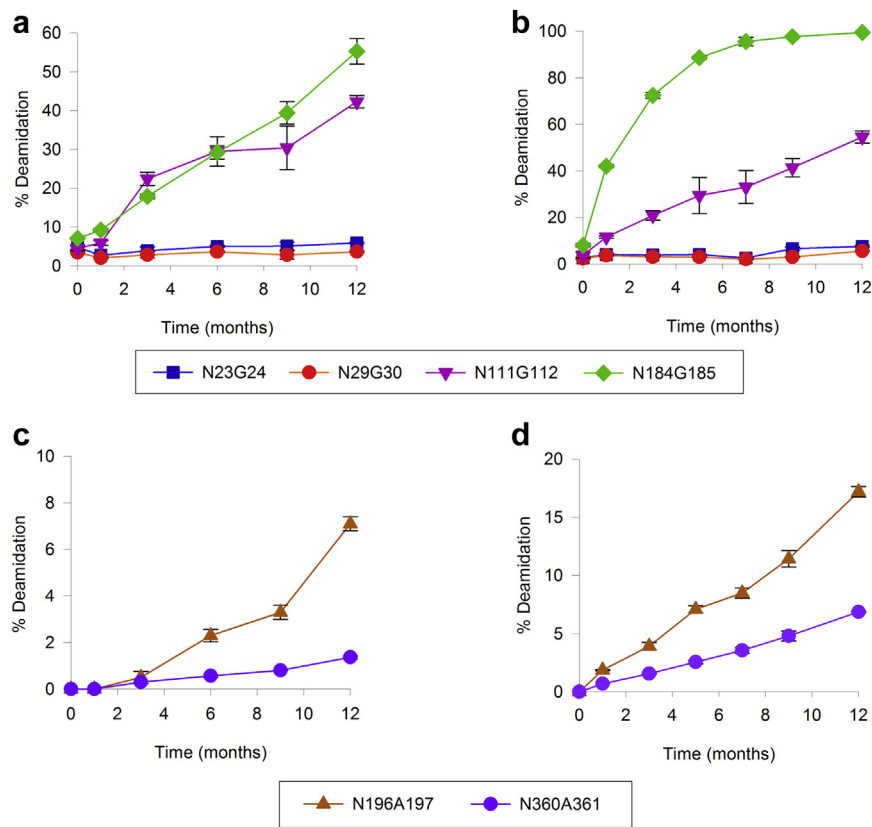 a
60
50
40
30
20
10
0
% Deamidation
0 2 4 6 8 10 12
Time (months)
b
100
80
60
40
20
0
% Deamidation
0 2 4 6 8 10 12
Time (months)
N23G24 N29G30 N111G112 N184G185
c
10
8
6
4
2
0
% Deamidation
0 2 4 6 8 10 12
Time (months)
d
20
15
10
5
0
% Deamidation
0 2 4 6 8 10 12
Time (months)
N196A197 N360A361